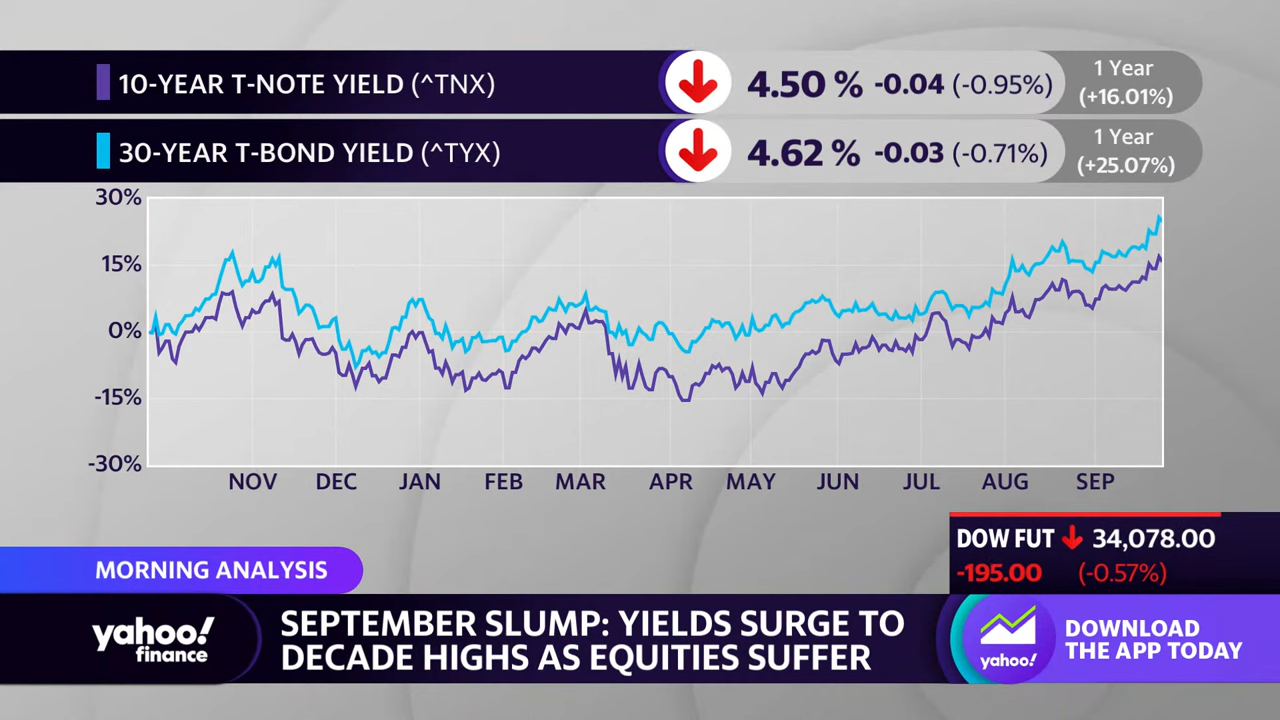 10-YEAR T-NOTE YIELD (^TNX) 4.50 % -0.04 (-0.95%) 1 Year (+16.01%)
30-YEAR T-BOND YIELD (^TYX) 4.62 % -0.03 (-0.71%) 1 Year (+25.07%)
30%
15%
0%
-15%
-30%
NOV DEC JAN FEB MAR APR MAY JUN JUL AUG SEP
DOW FUT 34,078.00
-195.00 (-0.57%)
MORNING ANALYSIS
yahoo!
finance
SEPTEMBER SLUMP: YIELDS SURGE TO
DECADE HIGHS AS EQUITIES SUFFER
yahoo!
DOWNLOAD
THE APP TODAY